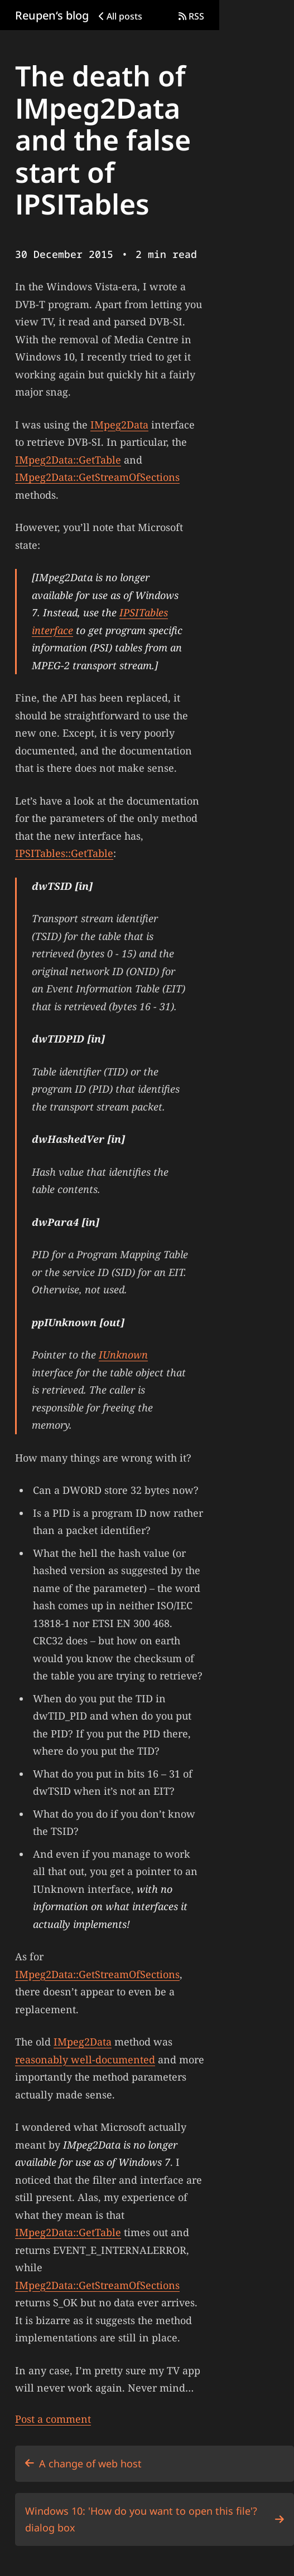 Reupen's blog All posts RSS
The death of
IMpeg2Data
and the false
start of
IPSITables
30 December 2015 • 2 min read
In the Windows Vista-era, I wrote a
DVB-T program. Apart from letting you
view TV, it read and parsed DVB-SI.
With the removal of Media Centre in
Windows 10, I recently tried to get it
working again but quickly hit a fairly
major snag.
I was using the IMpeg2Data interface
to retrieve DVB-SI. In particular, the
IMpeg2Data::GetTable and
IMpeg2Data::GetStreamOfSections
methods.
However, you’ll note that Microsoft
state:
[IMpeg2Data is no longer
available for use as of Windows
7. Instead, use the IPSITables
interface to get program specific
information (PSI) tables from an
MPEG-2 transport stream.]
Fine, the API has been replaced, it
should be straightforward to use the
new one. Except, it is very poorly
documented, and the documentation
that is there does not make sense.
Let’s have a look at the documentation
for the parameters of the only method
that the new interface has,
IPSITables::GetTable:
dwTSID [in]
Transport stream identifier
(TSID) for the table that is
retrieved (bytes 0 - 15) and the
original network ID (ONID) for
an Event Information Table (EIT)
that is retrieved (bytes 16 - 31).
dwTIDPID [in]
Table identifier (TID) or the
program ID (PID) that identifies
the transport stream packet.
dwHashedVer [in]
Hash value that identifies the
table contents.
dwPara4 [in]
PID for a Program Mapping Table
or the service ID (SID) for an EIT.
Otherwise, not used.
ppIUnknown [out]
Pointer to the IUnknown
interface for the table object that
is retrieved. The caller is
responsible for freeing the
memory.
How many things are wrong with it?
• Can a DWORD store 32 bytes now?
• Is a PID is a program ID now rather
than a packet identifier?
• What the hell the hash value (or
hashed version as suggested by the
name of the parameter) – the word
hash comes up in neither ISO/IEC
13818-1 nor ETSI EN 300 468.
CRC32 does – but how on earth
would you know the checksum of
the table you are trying to retrieve?
• When do you put the TID in
dwTID_PID and when do you put
the PID? If you put the PID there,
where do you put the TID?
• What do you put in bits 16 – 31 of
dwTSID when it’s not an EIT?
• What do you do if you don’t know
the TSID?
• And even if you manage to work
all that out, you get a pointer to an
IUnknown interface, with no
information on what interfaces it
actually implements!
As for
IMpeg2Data::GetStreamOfSections,
there doesn’t appear to even be a
replacement.
The old IMpeg2Data method was
reasonably well-documented and more
importantly the method parameters
actually made sense.
I wondered what Microsoft actually
meant by IMpeg2Data is no longer
available for use as of Windows 7. I
noticed that the filter and interface are
still present. Alas, my experience of
what they mean is that
IMpeg2Data::GetTable times out and
returns EVENT_E_INTERNALERROR,
while
IMpeg2Data::GetStreamOfSections
returns S_OK but no data ever arrives.
It is bizarre as it suggests the method
implementations are still in place.
In any case, I’m pretty sure my TV app
will never work again. Never mind…
Post a comment
← A change of web host
Windows 10: 'How do you want to open this file'? →
dialog box